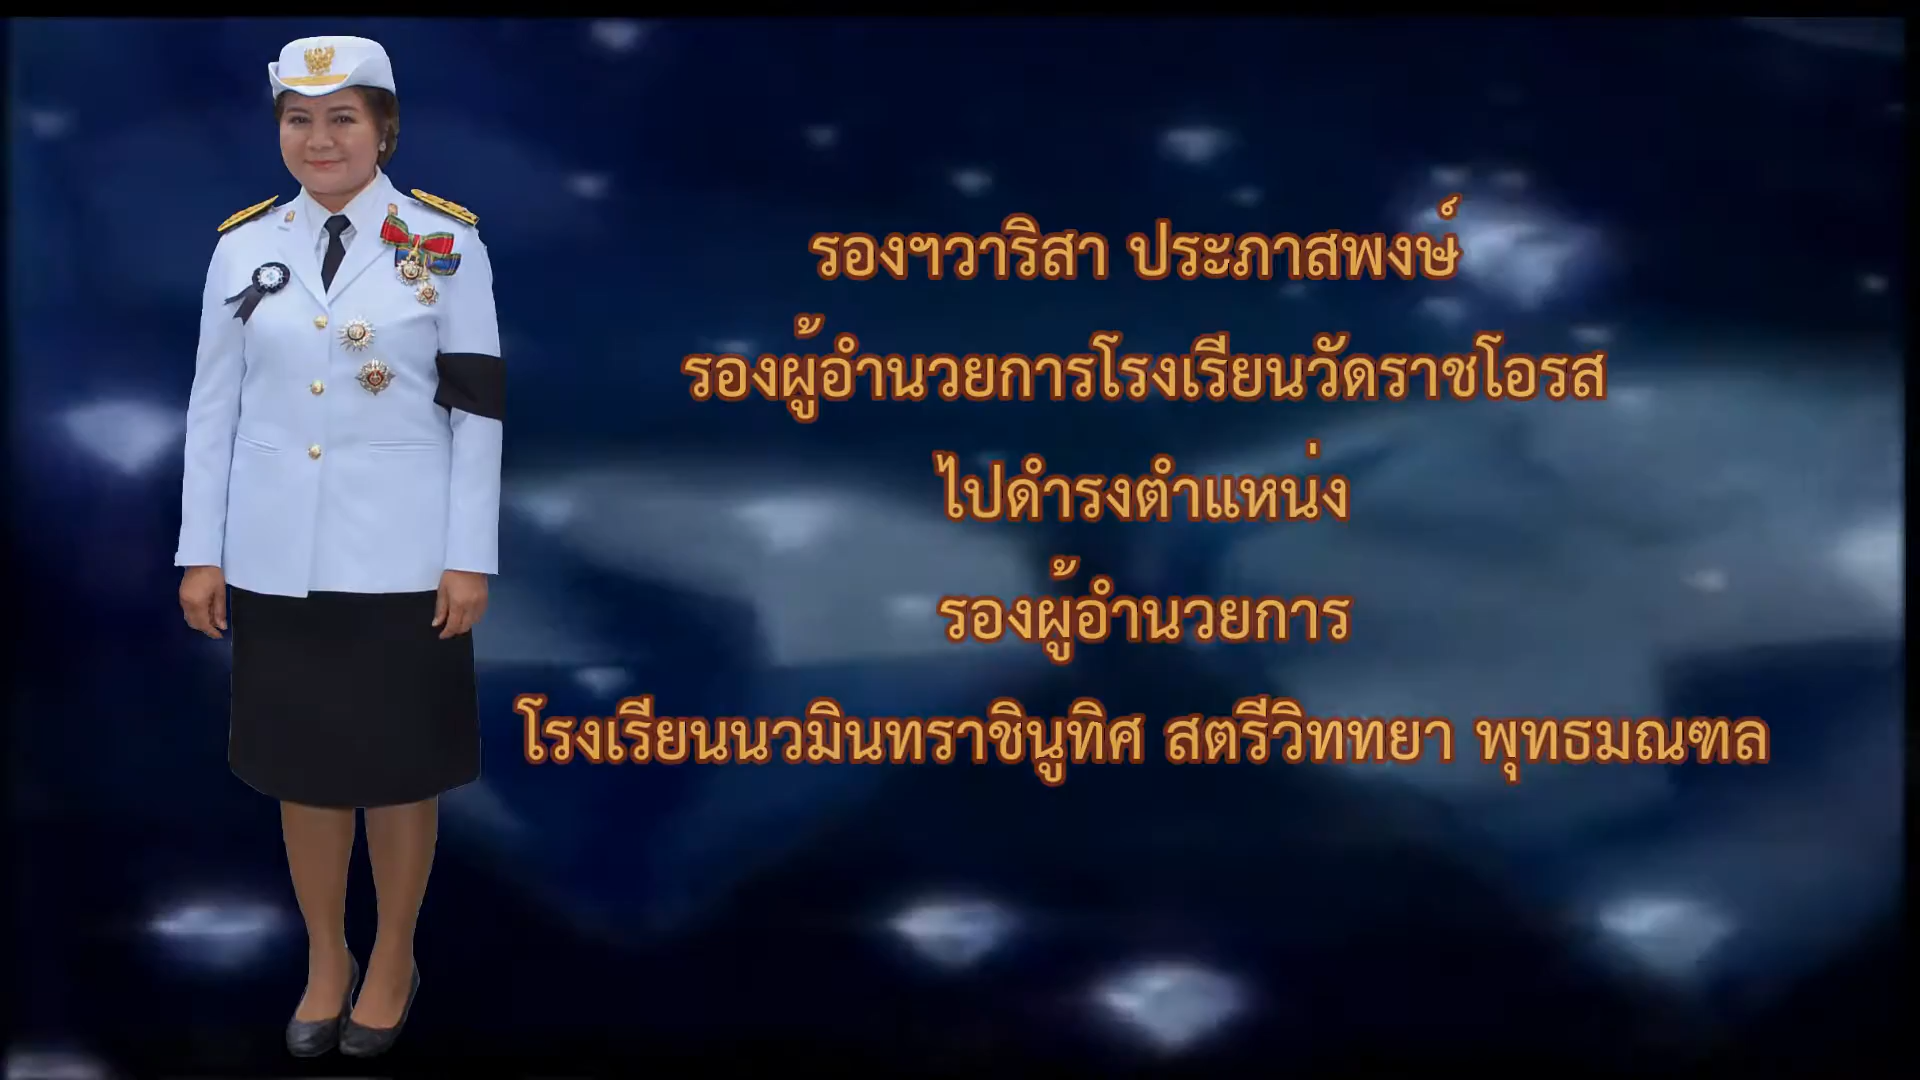 รองฯวาริสา ประภาสพงษ์
รองผู้อำนวยการโรงเรียนวัดราชโอรส
ไปดำรงตำแหน่ง
รองผู้อำนวยการ
โรงเรียนนวมินทราชินูทิศ สตรีวิททยา พุทธมณฑล